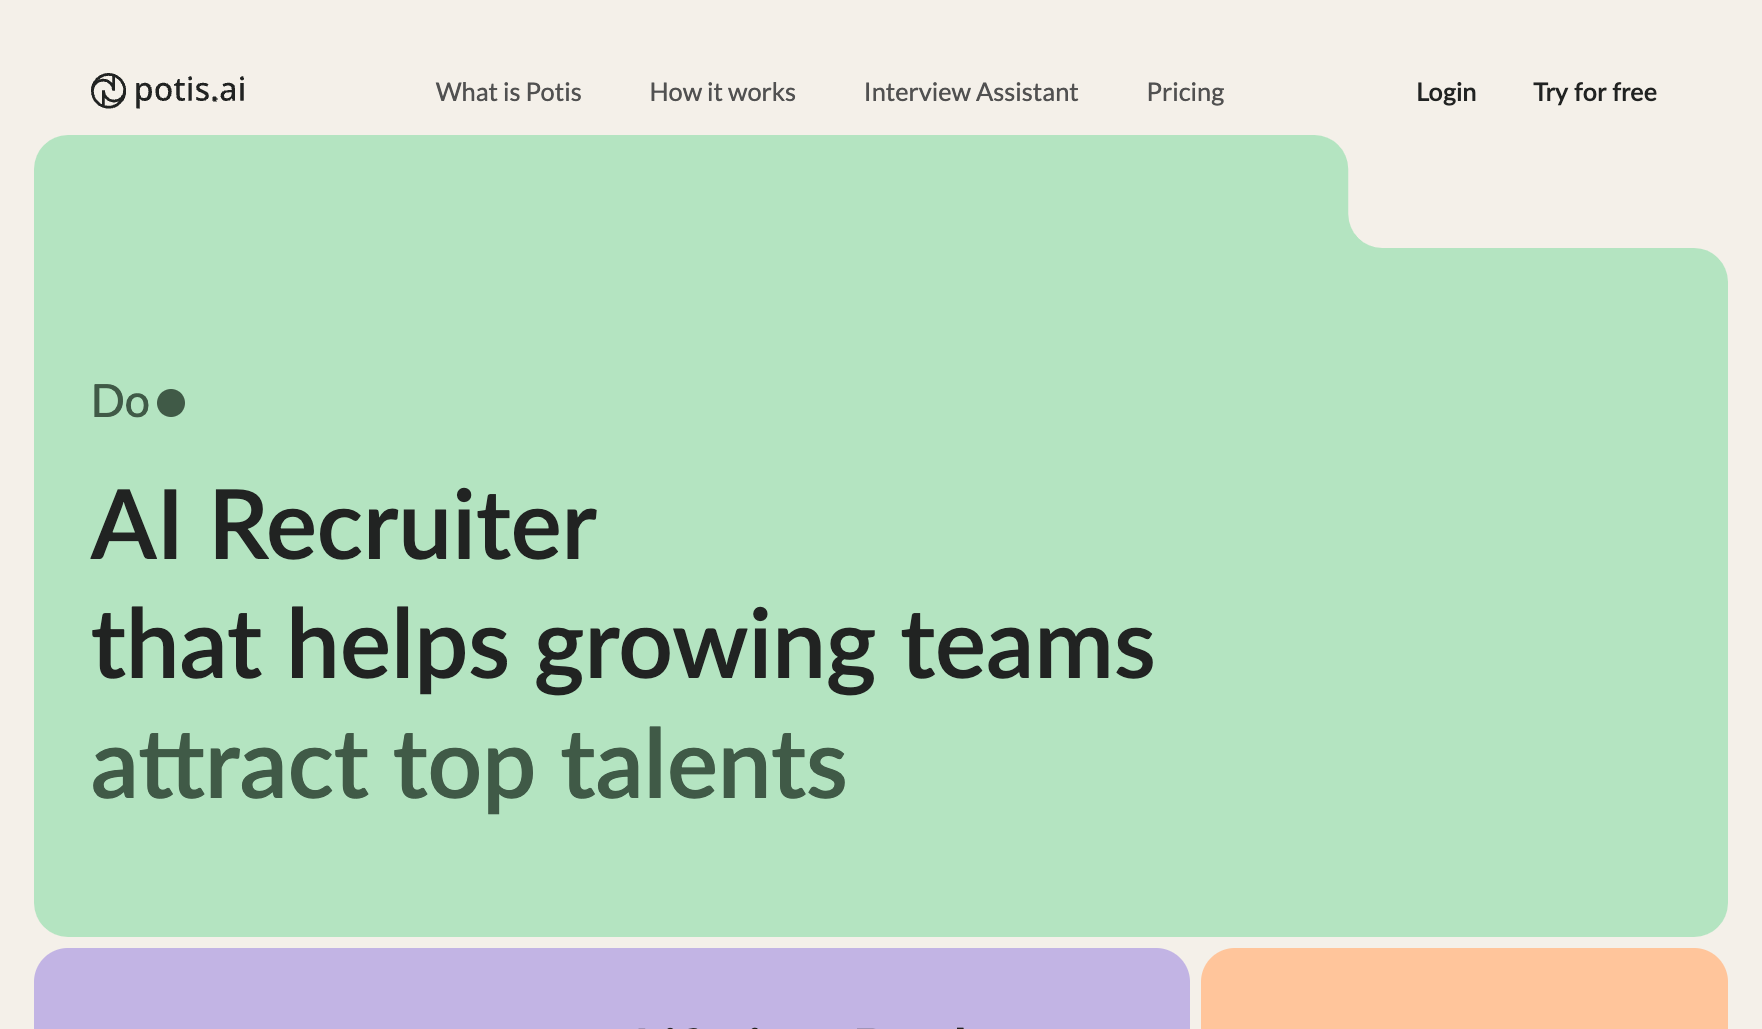 potis.ai
What is Potis
How it works
Interview Assistant
Pricing
Login
Try for free
Do
AI Recruiter
that helps growing teams
attract top talents